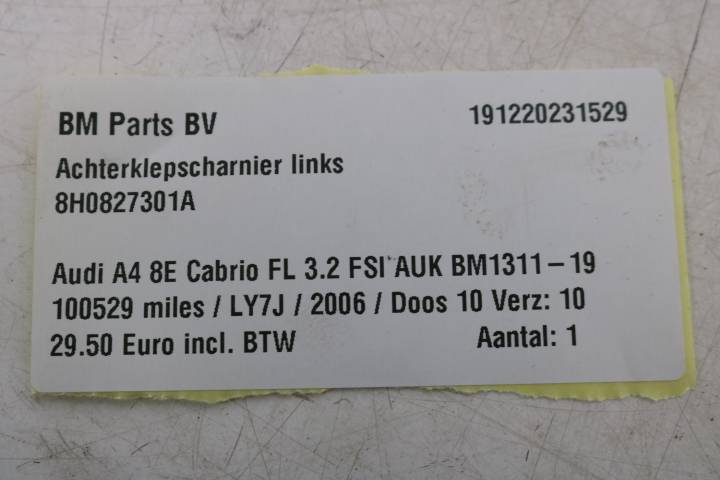 BM Parts BV 191220231529
Achterklepscharnier links
8H0827301A
Audi A4 8E Cabrio FL 3.2 FSI AUK BM1311-19
100529 miles / LY7J / 2006 / Doos 10 Verz: 10
29.50 Euro incl. BTW Aantal: 1